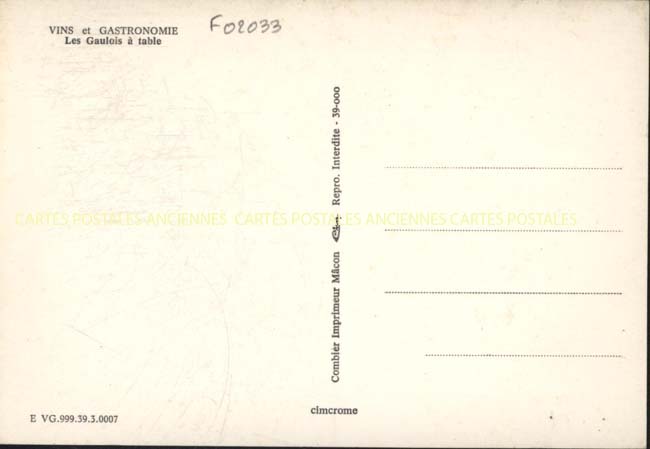 VINS et GASTRONOMIE
Les Gaulois à table
F02033
CARTES POSTALES ANCIENNES CARTES POSTALES ANCIENNES CARTES POSTALES
Combier Imprimeur Mâcon Repro. Interdite - 39-000
cimcrome
E VG.999.39.3.0007